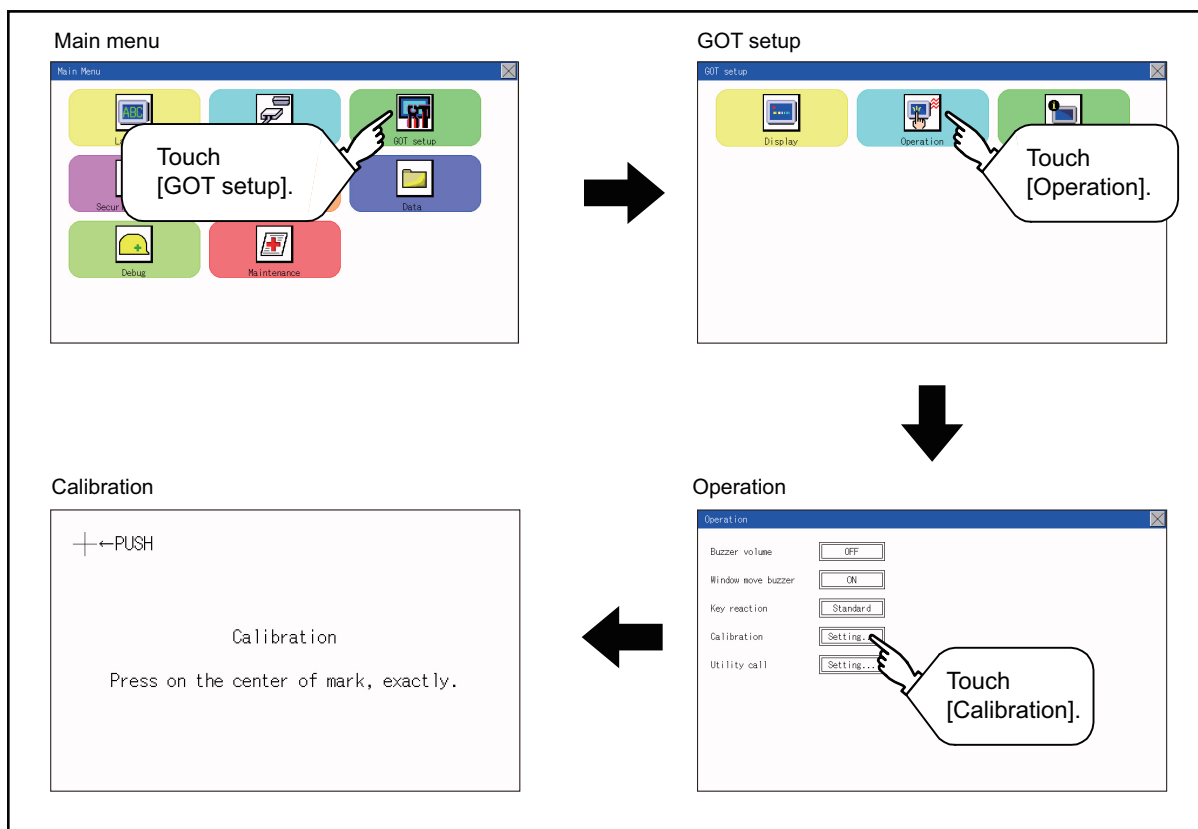 Main menu
Main Menu
ABC
GOT setup
Touch
[GOT setup].
Data
Debug
Maintenance
GOT setup
GOT setup
Display
Operation
Touch
[Operation].
Calibration
+←PUSH
Calibration
Press on the center of mark, exactly.
Operation
Operation
Buzzer volume OFF
Window move buzzer ON
Key reaction Standard
Calibration Setting..
Utility call Setting...
Touch
[Calibration].